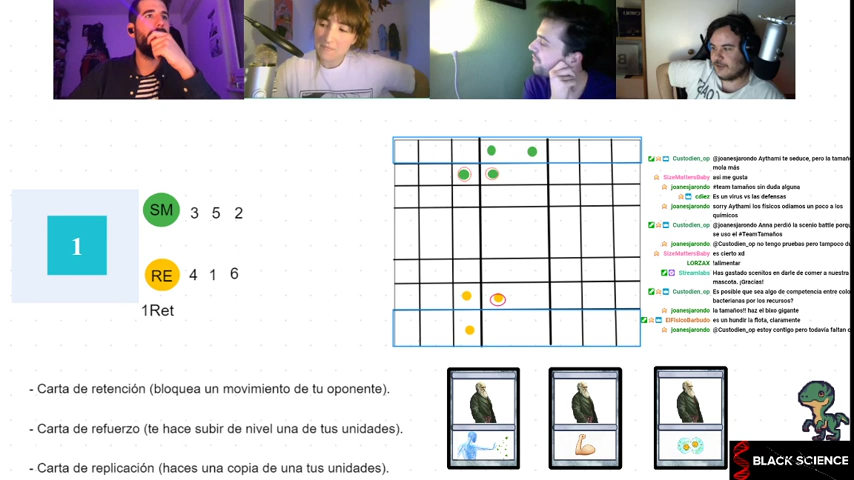 1
SM 3 5 2
RE 4 1 6
1Ret
- Carta de retención (bloquea un movimiento de tu oponente).
- Carta de refuerzo (te hace subir de nivel una de tus unidades).
- Carta de replicación (haces una copia de una tus unidades).
Custodien_op @joanesjarondo Aythami te seduce, pero la tamaño
mola más
SizeMattersBaby asi me gusta
joanesjarondo #team tamaños sin duda alguna
cdiez Es un virus vs las defensas
joanesjarondo sorry Aythami los físicos odiamos un poco a los
químicos
Custodien_op @joanesjarondo Anna perdió la scenio battle porq
se uso el #TeamTamaños
joanesjarondo @Custodien_op no tengo pruebas pero tampoco du
SizeMattersBaby es cierto xd
LORZAX !alimentar
Streamlabs Has gastado scenitos en darle de comer a nuestra
mascota. ¡Gracias!
Custodien_op Es posible que sea algo de competencia entre colo
bacterianas por los recursos?
joanesjarondo la tamaños!! haz el bixo gigante
ElFisicoBarbudo es un hundir la flota, claramente
joanesjarondo @Custodien_op estoy contigo pero todavía faltan c
BLACK SCIENCE